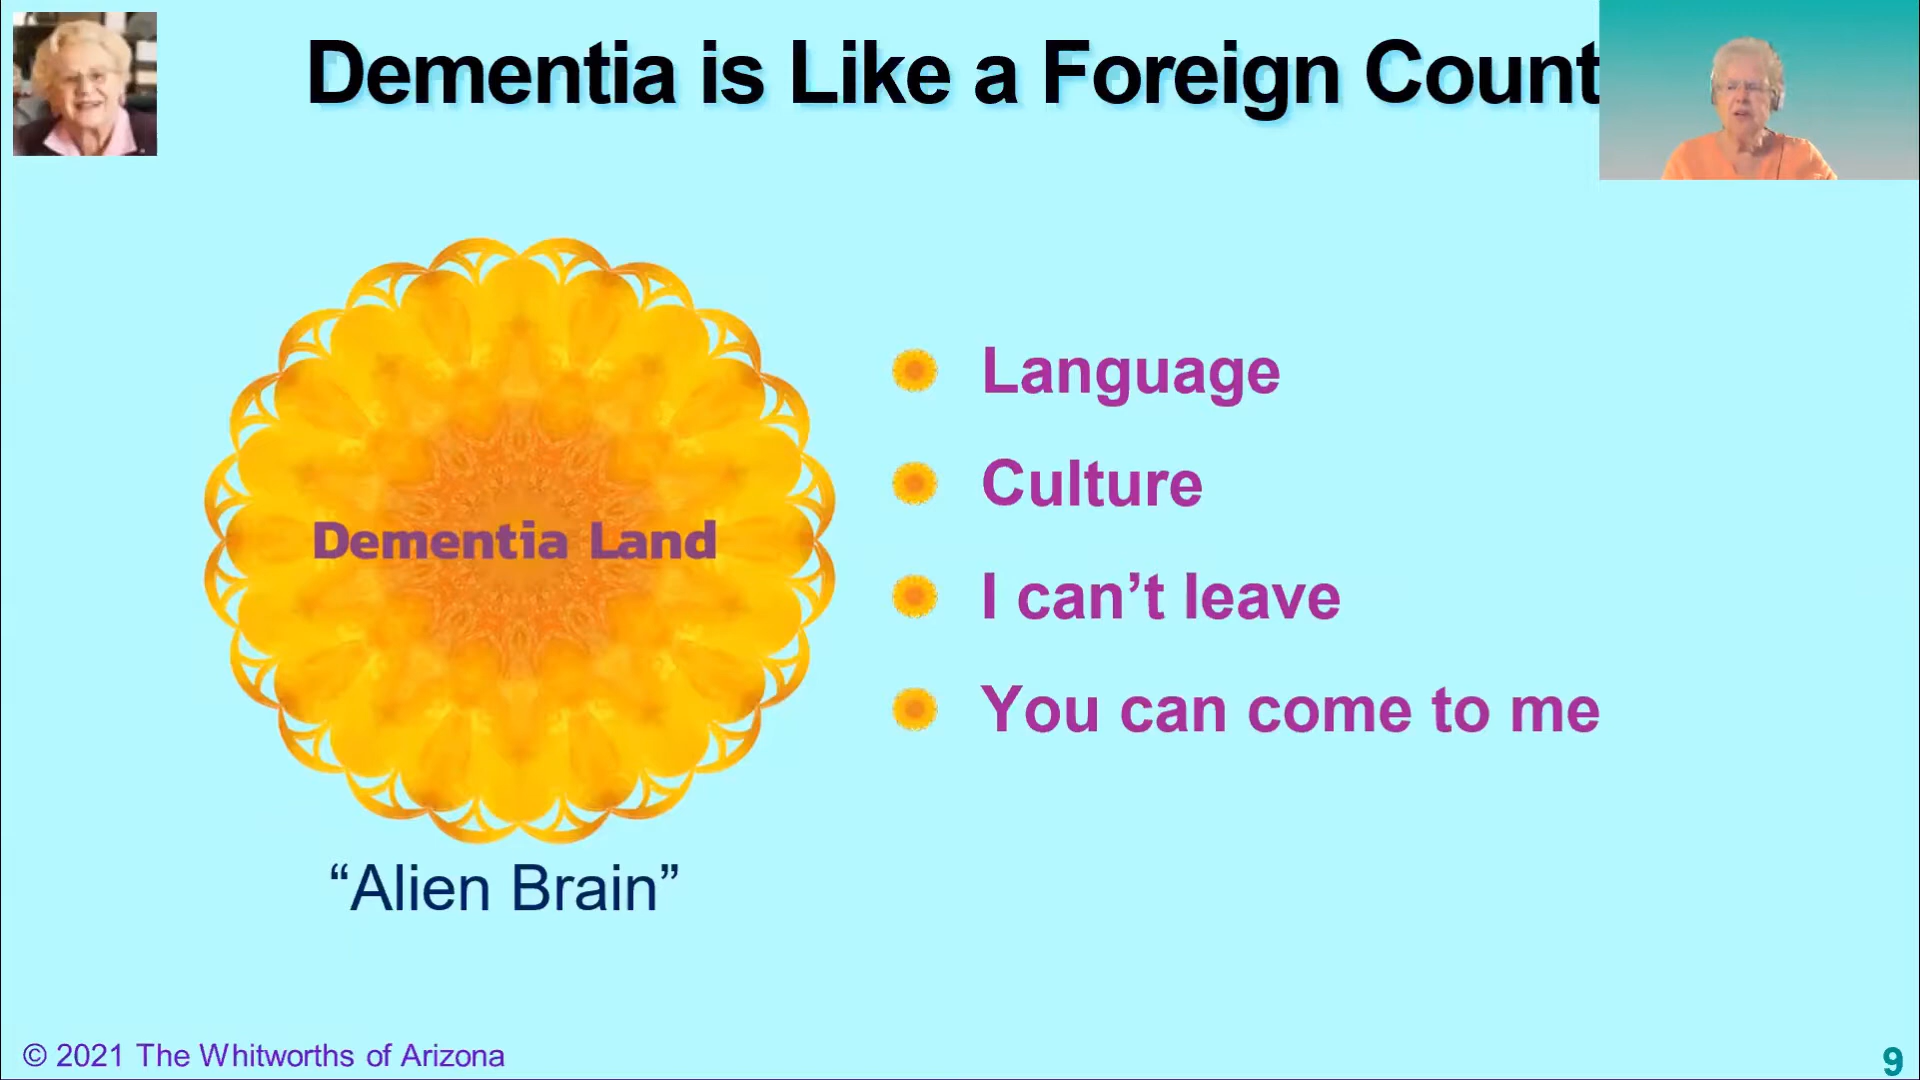 Dementia is Like a Foreign Count
Dementia Land
Language
Culture
I can’t leave
You can come to me
“Alien Brain”
© 2021 The Whitworths of Arizona
9